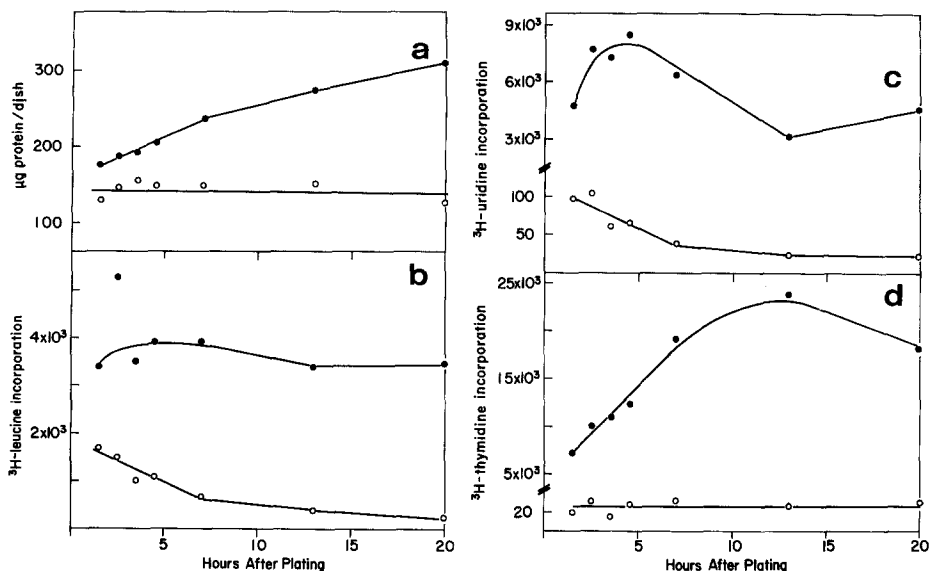 a
300
200
100
µg protein/dish
b
4x10³
2x10³
³H-leucine incorporation
5
10
15
20
Hours After Plating
c
9x10³
6x10³
3x10³
100
50
³H-uridine incorporation
d
25x10³
15x10³
5x10³
20
³H-thymidine incorporation
5
10
15
20
Hours After Plating